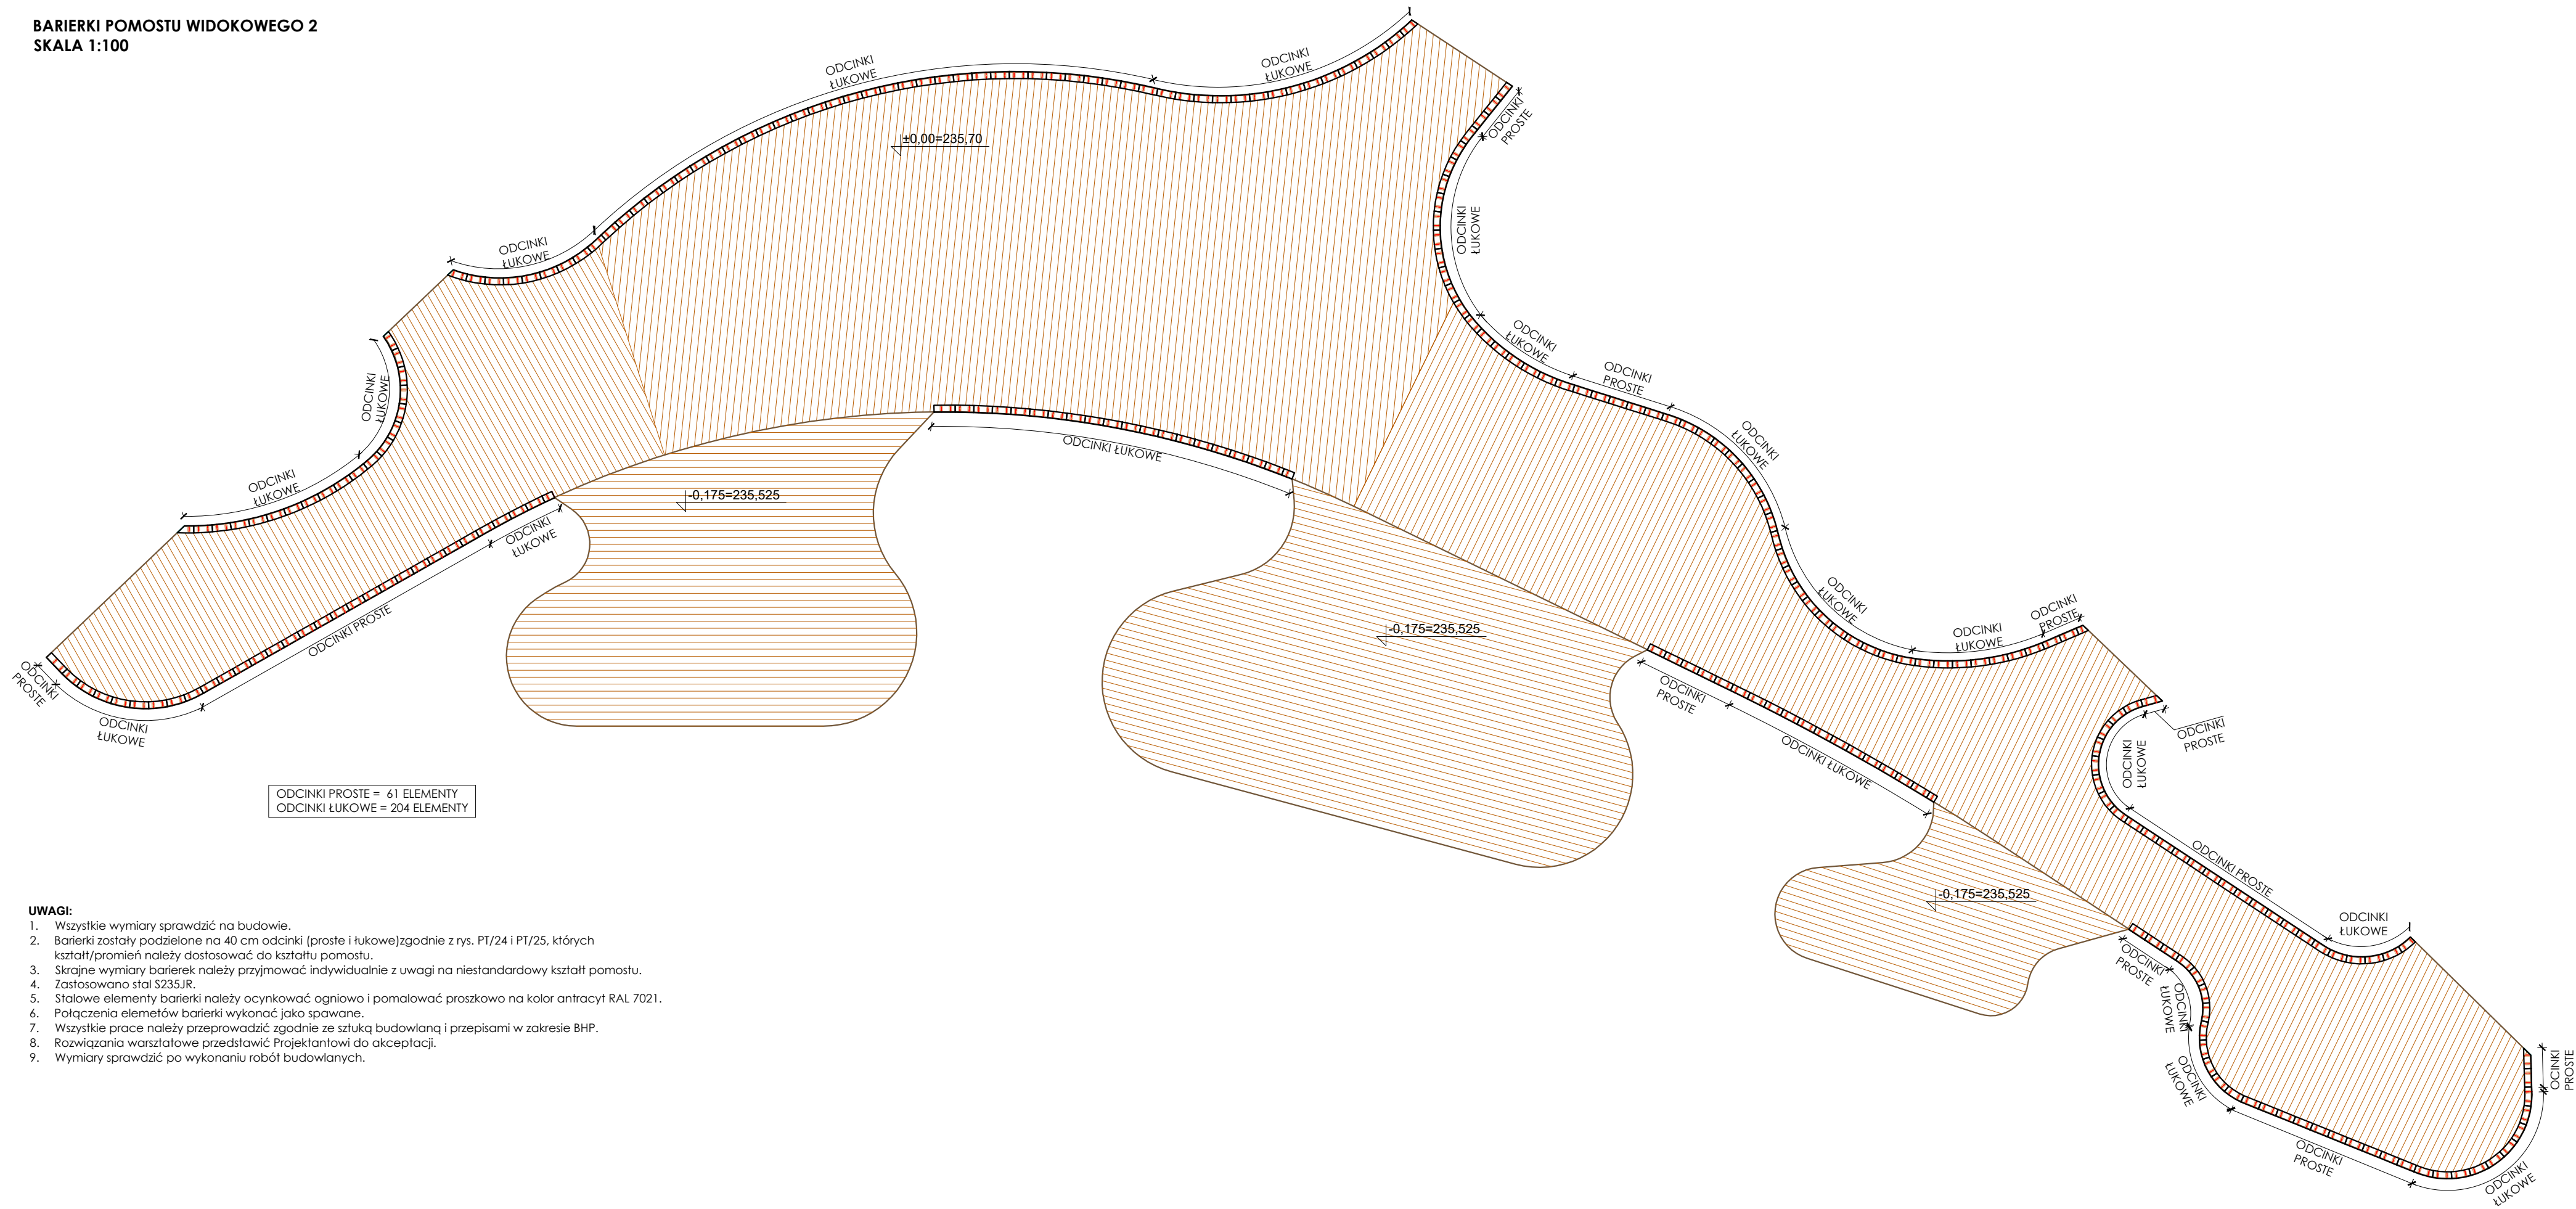 BARIERKI POMOSTU WIDOKOWEGO 2
SKALA 1:100
ODCINKI
ŁUKOWE
ODCINKI
ŁUKOWE
ODCINKI
PROSTE
±0,00=235,70
ODCINKI
ŁUKOWE
ODCINKI
ŁUKOWE
ODCINKI
ŁUKOWE
ODCINKI
PROSTE
ODCINKI
ŁUKOWE
ODCINKI
ŁUKOWE
ODCINKI ŁUKOWE
ODCINKI
ŁUKOWE
-0,175=235,525
ODCINKI
ŁUKOWE
ODCINKI PROSTE
ODCINKI
PROSTE
ODCINKI
ŁUKOWE
-0,175=235,525
ODCINKI
ŁUKOWE
ODCINKI
ŁUKOWE
ODCINKI
PROSTE
ODCINKI
PROSTE
ODCINKI ŁUKOWE
ODCINKI
PROSTE
ODCINKI
ŁUKOWE
ODCINKI PROSTE
ODCINKI
ŁUKOWE
-0,175=235,525
ODCINKI
PROSTE
ODCINKI
ŁUKOWE
ODCINKI
ŁUKOWE
ODCINKI
PROSTE
OCINKI
PROSTE
ODCINKI
ŁUKOWE
ODCINKI PROSTE =  61 ELEMENTY
ODCINKI ŁUKOWE = 204 ELEMENTY
UWAGI:
1. Wszystkie wymiary sprawdzić na budowie.
2. Barierki zostały podzielone na 40 cm odcinki (proste i łukowe)zgodnie z rys. PT/24 i PT/25, których
kształt/promień należy dostosować do kształtu pomostu.
3. Skrajne wymiary barierek należy przyjmować indywidualnie z uwagi na niestandardowy kształt pomostu.
4. Zastosowano stal S235JR.
5. Stalowe elementy barierki należy ocynkować ogniowo i pomalować proszkowo na kolor antracyt RAL 7021.
6. Połączenia elemetów barierki wykonać jako spawane.
7. Wszystkie prace należy przeprowadzić zgodnie ze sztuką budowlaną i przepisami w zakresie BHP.
8. Rozwiązania warsztatowe przedstawić Projektantowi do akceptacji.
9. Wymiary sprawdzić po wykonaniu robót budowlanych.